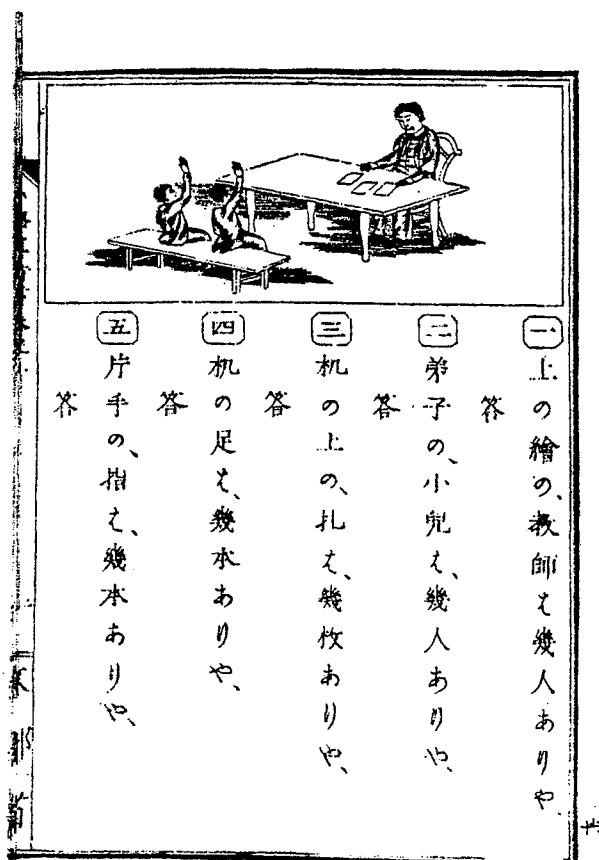 一 上の繪の、教師は幾人ありや、
答
二 弟子の、小兒は、幾人ありや、
答
三 机の上の、札は、幾枚ありや、
答
四 机の足は、幾本ありや、
答
五 片手の、指は、幾本ありや、
答
文部省